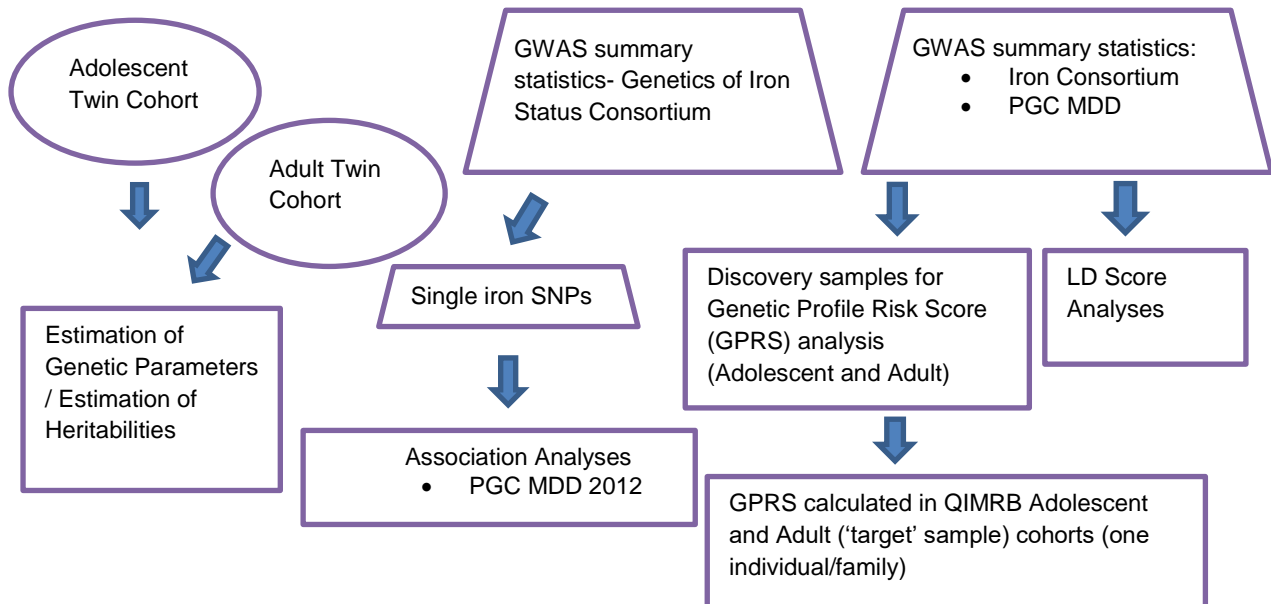 Adolescent
Twin Cohort
Adult Twin
Cohort
GWAS summary
statistics- Genetics of Iron
Status Consortium
GWAS summary statistics:
• Iron Consortium
• PGC MDD
Estimation of
Genetic Parameters
/ Estimation of
Heritabilities
Single iron SNPs
Discovery samples for
Genetic Profile Risk Score
(GPRS) analysis
(Adolescent and Adult)
LD Score
Analyses
Association Analyses
• PGC MDD 2012
GPRS calculated in QIMRB Adolescent
and Adult (‘target’ sample) cohorts (one
individual/family)